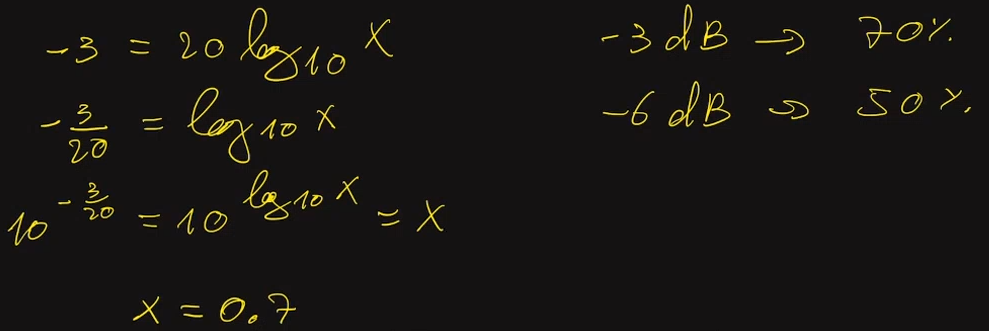 -3 = 20 log₁₀ x
-3/20 = log₁₀ x
10^(-3/20) = 10^(log₁₀ x) = x
x = 0.7
-3 dB → 70%.
-6 dB → 50%.